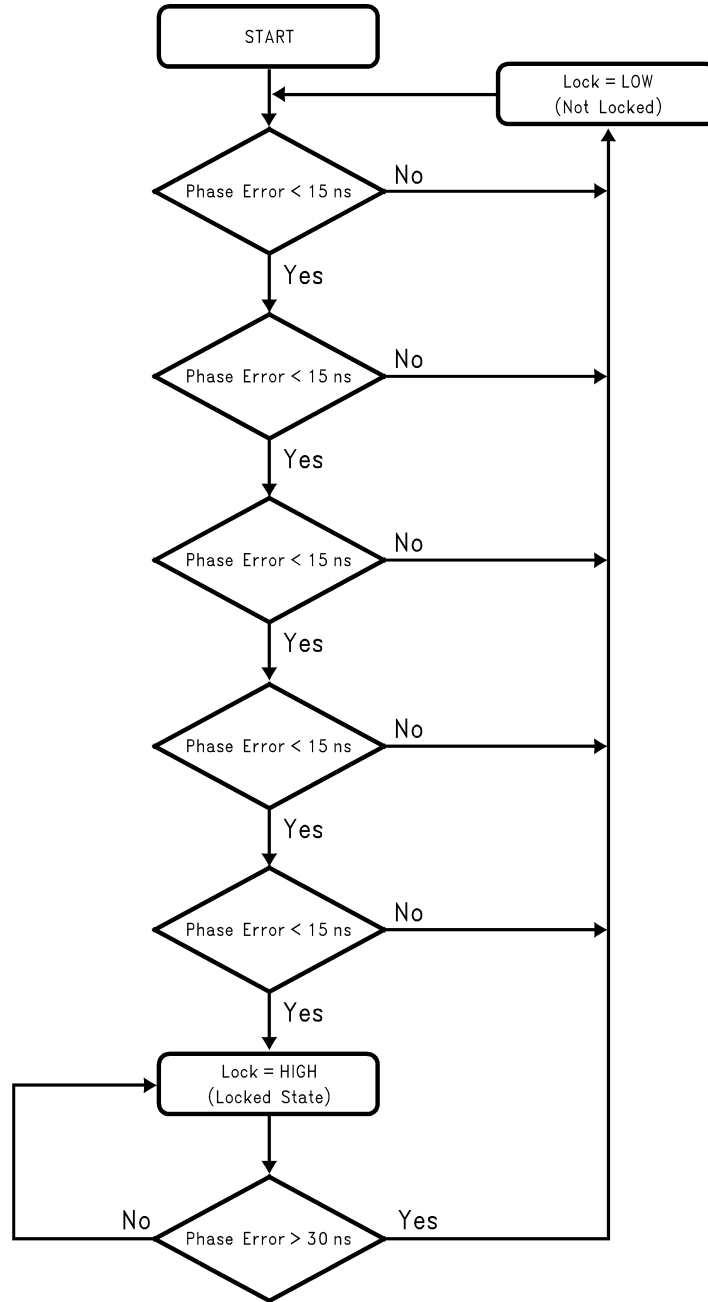 START
Lock = LOW
(Not Locked)
Phase Error < 15 ns
No
Yes
Phase Error < 15 ns
No
Yes
Phase Error < 15 ns
No
Yes
Phase Error < 15 ns
No
Yes
Phase Error < 15 ns
No
Yes
Lock = HIGH
(Locked State)
No
Phase Error > 30 ns
Yes